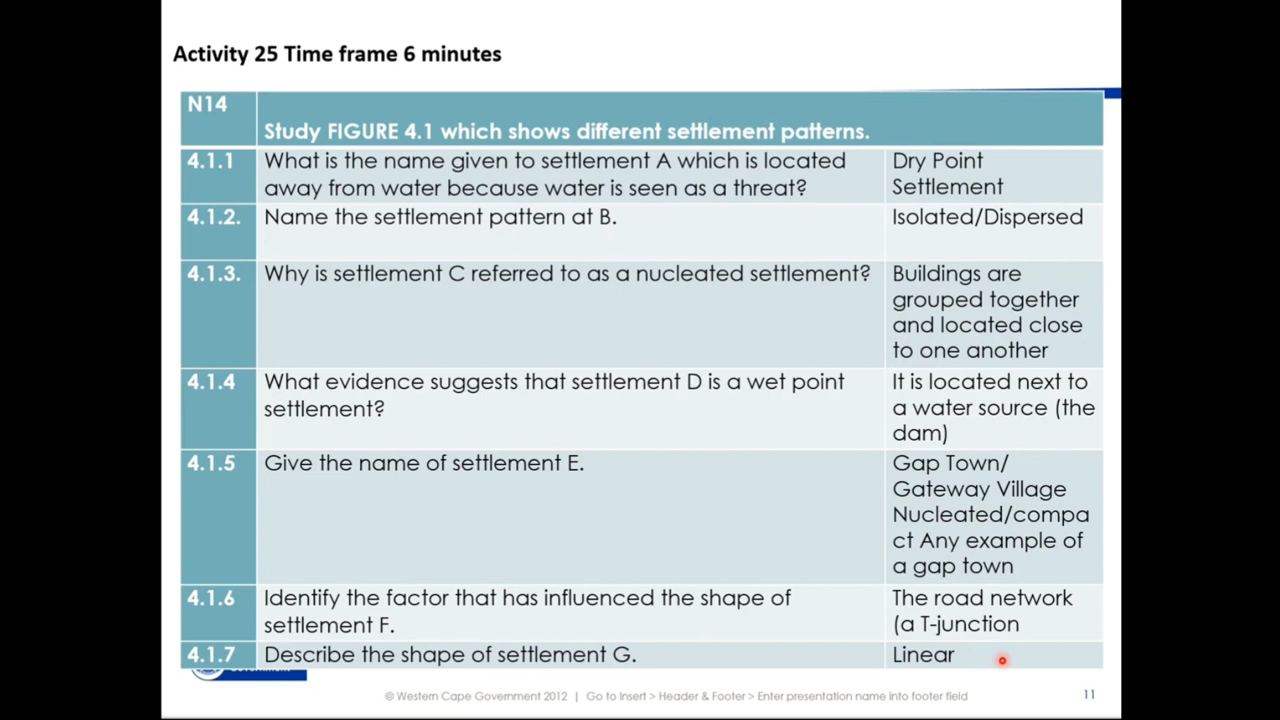 Activity 25 Time frame 6 minutes
N14
Study FIGURE 4.1 which shows different settlement patterns.
4.1.1
What is the name given to settlement A which is located
away from water because water is seen as a threat?
Dry Point
Settlement
4.1.2.
Name the settlement pattern at B.
Isolated/Dispersed
4.1.3.
Why is settlement C referred to as a nucleated settlement?
Buildings are
grouped together
and located close
to one another
4.1.4
What evidence suggests that settlement D is a wet point
settlement?
It is located next to
a water source (the
dam)
4.1.5
Give the name of settlement E.
Gap Town/
Gateway Village
Nucleated/compa
ct Any example of
a gap town
4.1.6
Identify the factor that has influenced the shape of
settlement F.
The road network
(a T-junction
4.1.7
Describe the shape of settlement G.
Linear
© Western Cape Government 2012 | Go to Insert > Header & Footer > Enter presentation name into footer field
11